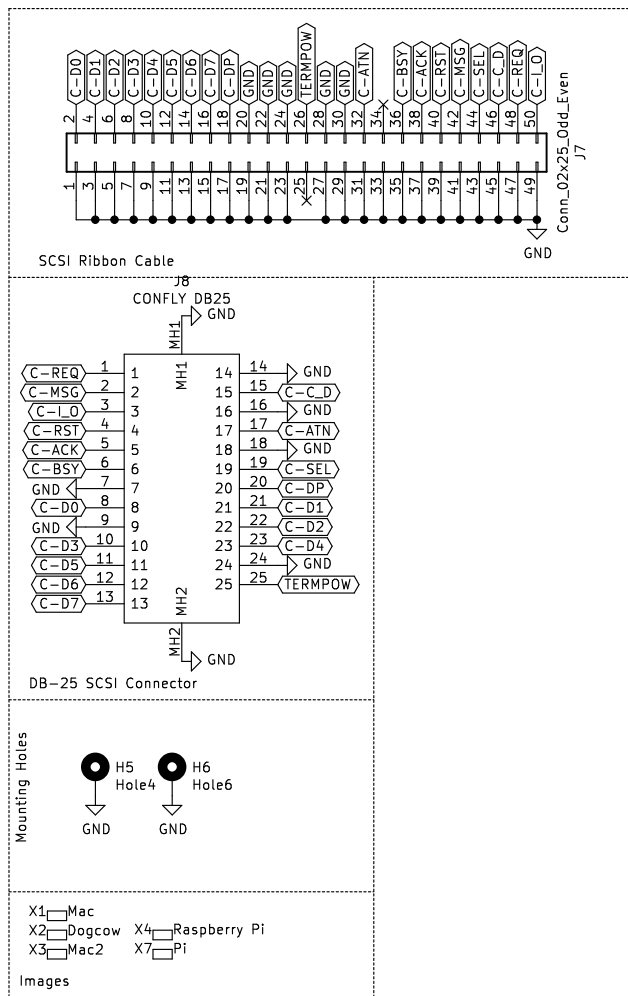 C-D0 C-D1 C-D2 C-D3 C-D4 C-D5 C-D6 C-D7 C-DP GND GND GND TERMPOW GND GND C-ATN C-BSY C-ACK C-RST C-MSG C-SEL C-C_D C-REQ C-I_O
2 4 6 8 10 12 14 16 18 20 22 24 26 28 30 32 34 36 38 40 42 44 46 48 50
1 3 5 7 9 11 13 15 17 19 21 23 25 27 29 31 33 35 37 39 41 43 45 47 49
J7
Conn_02x25_Odd_Even
GND
SCSI Ribbon Cable
J8
CONFLY DB25
GND
MH1
MH1
C-REQ 1 1 14 14 GND
C-MSG 2 2 15 15 C-C_D
C-I_O 3 3 16 16 GND
C-RST 4 4 17 17 C-ATN
C-ACK 5 5 18 18 GND
C-BSY 6 6 19 19 C-SEL
GND 7 7 20 20 C-DP
C-D0 8 8 21 21 C-D1
GND 9 9 22 22 C-D2
C-D3 10 10 23 23 C-D4
C-D5 11 11 24 24 GND
C-D6 12 12 25 25 TERMPOW
C-D7 13 13
MH2
MH2
GND
DB-25 SCSI Connector
Mounting Holes
H5 H6
Hole4 Hole6
GND GND
X1 Mac
X2 Dogcow X4 Raspberry Pi
X3 Mac2 X7 Pi
Images